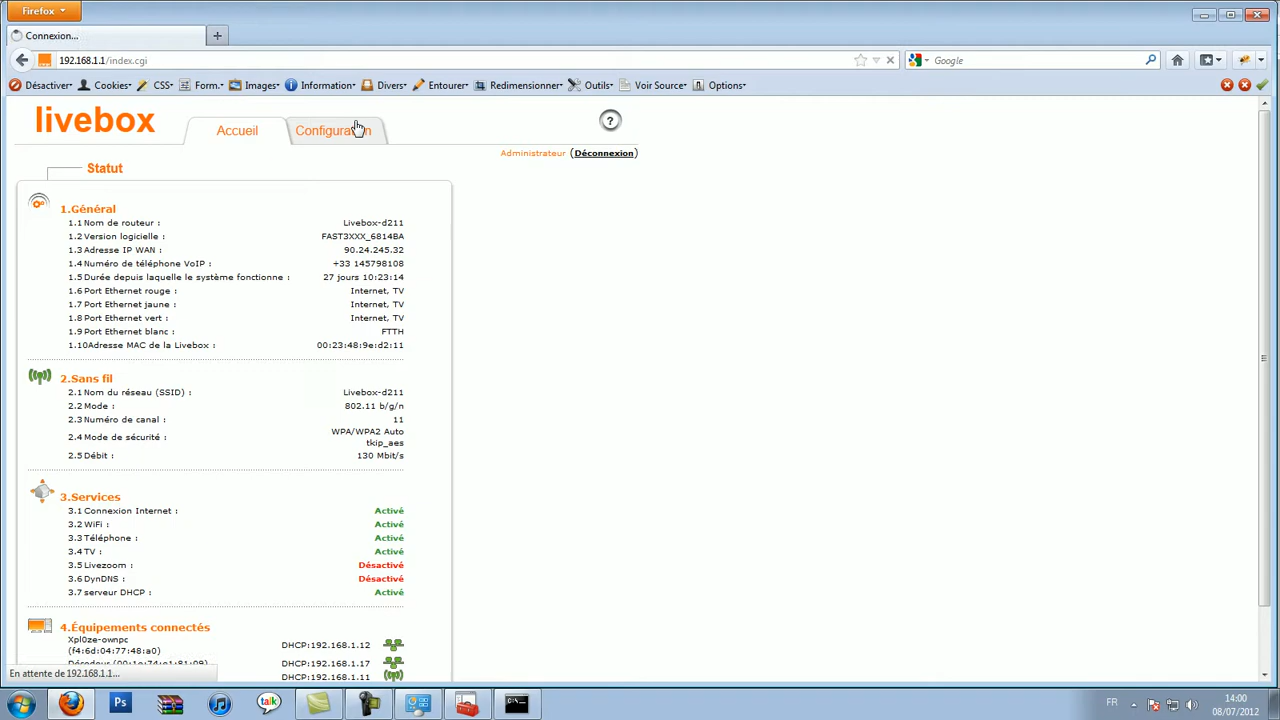 Firefox
Connexion...
192.168.1.1/index.cgi
Google
Désactiver Cookies CSS Form. Images Information Divers Entourer Redimensionner Outils Voir Source Options
livebox
Accueil
Configuration
?
Administrateur (Déconnexion)
Statut
1.Général
1.1 Nom de routeur : Livebox-d211
1.2 Version logicielle : FAST3XXX_6814BA
1.3 Adresse IP WAN : 90.24.245.32
1.4 Numéro de téléphone VoIP : +33 145798108
1.5 Durée depuis laquelle le système fonctionne : 27 jours 10:23:14
1.6 Port Ethernet rouge : Internet, TV
1.7 Port Ethernet jaune : Internet, TV
1.8 Port Ethernet vert : Internet, TV
1.9 Port Ethernet blanc : FTTH
1.10Adresse MAC de la Livebox : 00:23:48:9e:d2:11
2.Sans fil
2.1 Nom du réseau (SSID) : Livebox-d211
2.2 Mode : 802.11 b/g/n
2.3 Numéro de canal : 11
2.4 Mode de sécurité : WPA/WPA2 Auto
tkip_aes
2.5 Débit : 130 Mbit/s
3.Services
3.1 Connexion Internet : Activé
3.2 WiFi : Activé
3.3 Téléphone : Activé
3.4 TV : Activé
3.5 Livezoom : Désactivé
3.6 DynDNS : Désactivé
3.7 serveur DHCP : Activé
4.Équipements connectés
Xpl0ze-ownpc
(f4:6d:04:77:48:a0) DHCP:192.168.1.12
Décodeur DHCP:192.168.1.17
DHCP:192.168.1.11
En attente de 192.168.1.1...
Ps
talk
FR
14:00
08/07/2012